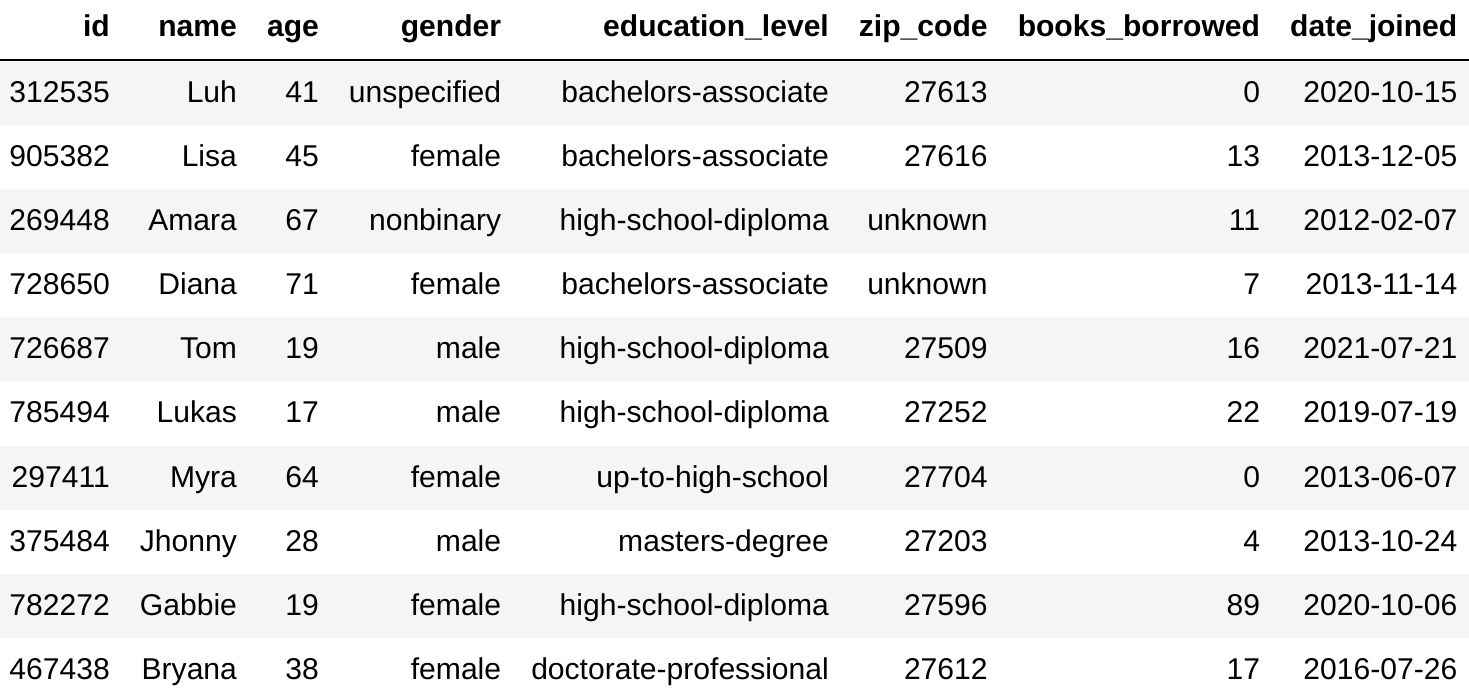 id name age gender education_level zip_code books_borrowed date_joined
312535 Luh 41 unspecified bachelors-associate 27613 0 2020-10-15
905382 Lisa 45 female bachelors-associate 27616 13 2013-12-05
269448 Amara 67 nonbinary high-school-diploma unknown 11 2012-02-07
728650 Diana 71 female bachelors-associate unknown 7 2013-11-14
726687 Tom 19 male high-school-diploma 27509 16 2021-07-21
785494 Lukas 17 male high-school-diploma 27252 22 2019-07-19
297411 Myra 64 female up-to-high-school 27704 0 2013-06-07
375484 Jhonny 28 male masters-degree 27203 4 2013-10-24
782272 Gabbie 19 female high-school-diploma 27596 89 2020-10-06
467438 Bryana 38 female doctorate-professional 27612 17 2016-07-26